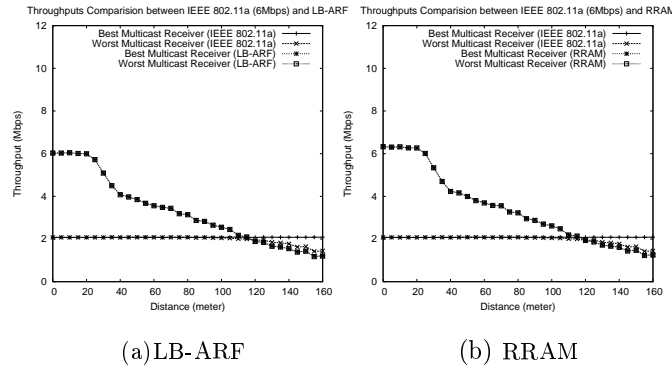 Throughputs Comparision between IEEE 802.11a (6Mbps) and LB-ARF
Best Multicast Receiver (IEEE 802.11a)
Worst Multicast Receiver (IEEE 802.11a)
Best Multicast Receiver (LB-ARF)
Worst Multicast Receiver (LB-ARF)
Throughput (Mbps)
12
10
8
6
4
2
0
0 20 40 60 80 100 120 140 160
Distance (meter)
(a) LB-ARF
Throughputs Comparision between IEEE 802.11a (6Mbps) and RRAM
Best Multicast Receiver (IEEE 802.11a)
Worst Multicast Receiver (IEEE 802.11a)
Best Multicast Receiver (RRAM)
Worst Multicast Receiver (RRAM)
Throughput (Mbps)
12
10
8
6
4
2
0
0 20 40 60 80 100 120 140 160
Distance (meter)
(b) RRAM